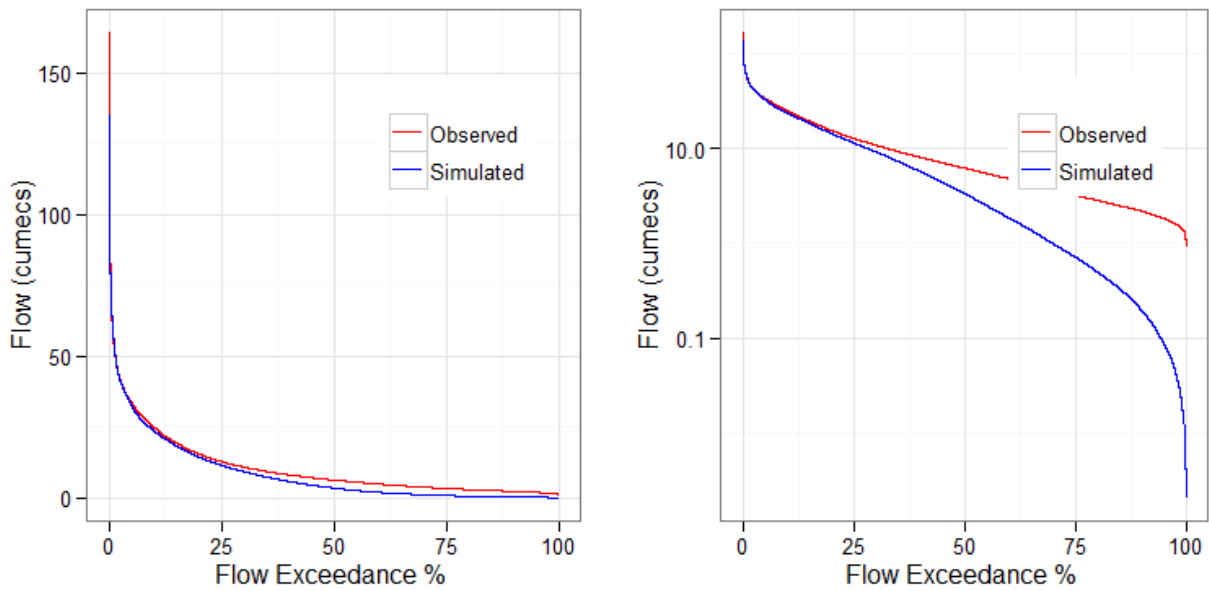 150
100
50
0
Flow (cumecs)
Observed
Simulated
0
25
50
75
100
Flow Exceedance %
10.0
0.1
Flow (cumecs)
Observed
Simulated
0
25
50
75
100
Flow Exceedance %